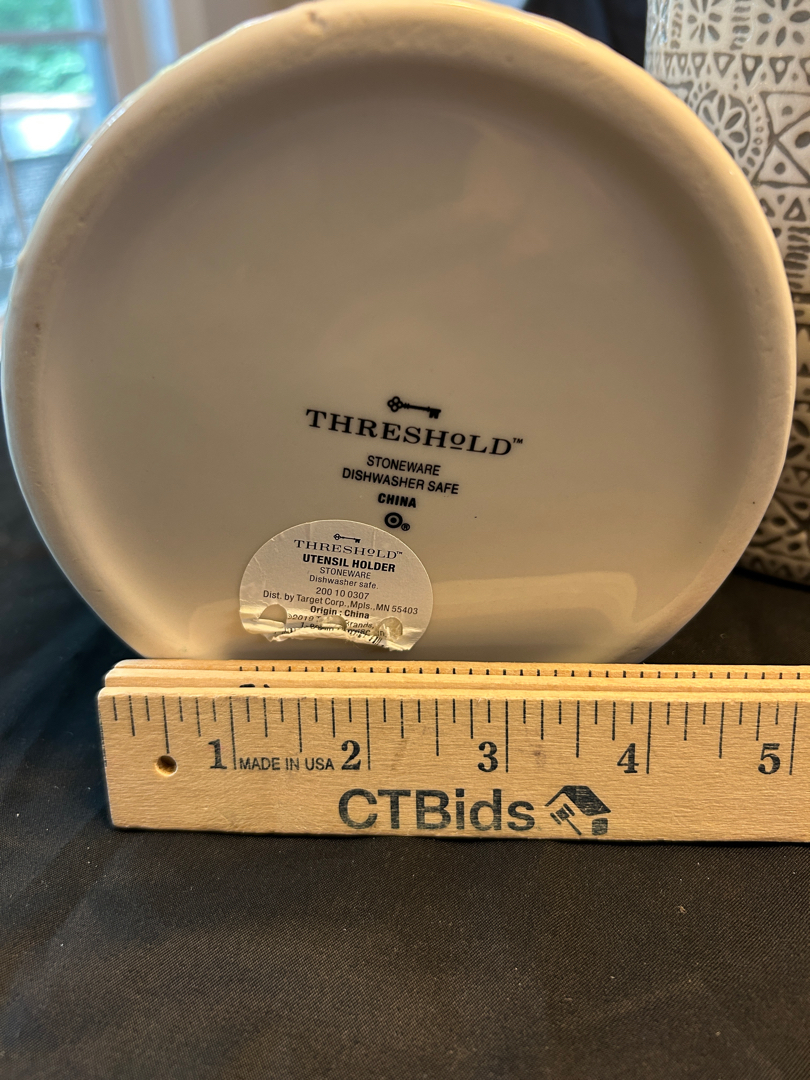 THRESHOLD™
STONEWARE
DISHWASHER SAFE
CHINA
®
THRESHOLD™
UTENSIL HOLDER
STONEWARE
Dishwasher safe.
200 10 0307
Dist. by Target Corp., Mpls., MN 55403
Origin : China
Brands,
1 2 3 4 5
MADE IN USA
CTBids